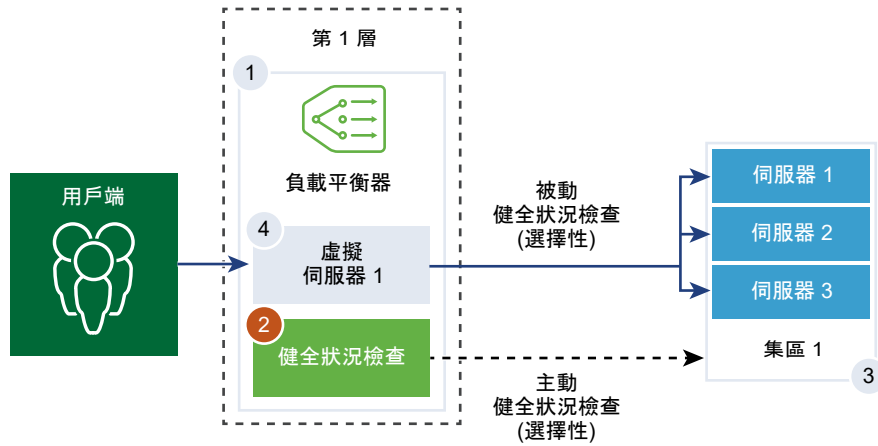 第 1 層
1
負載平衡器
用戶端
4
虛擬
伺服器 1
2
健全狀況檢查
被動
健全狀況檢查
(選擇性)
主動
健全狀況檢查
(選擇性)
伺服器 1
伺服器 2
伺服器 3
集區 1
3